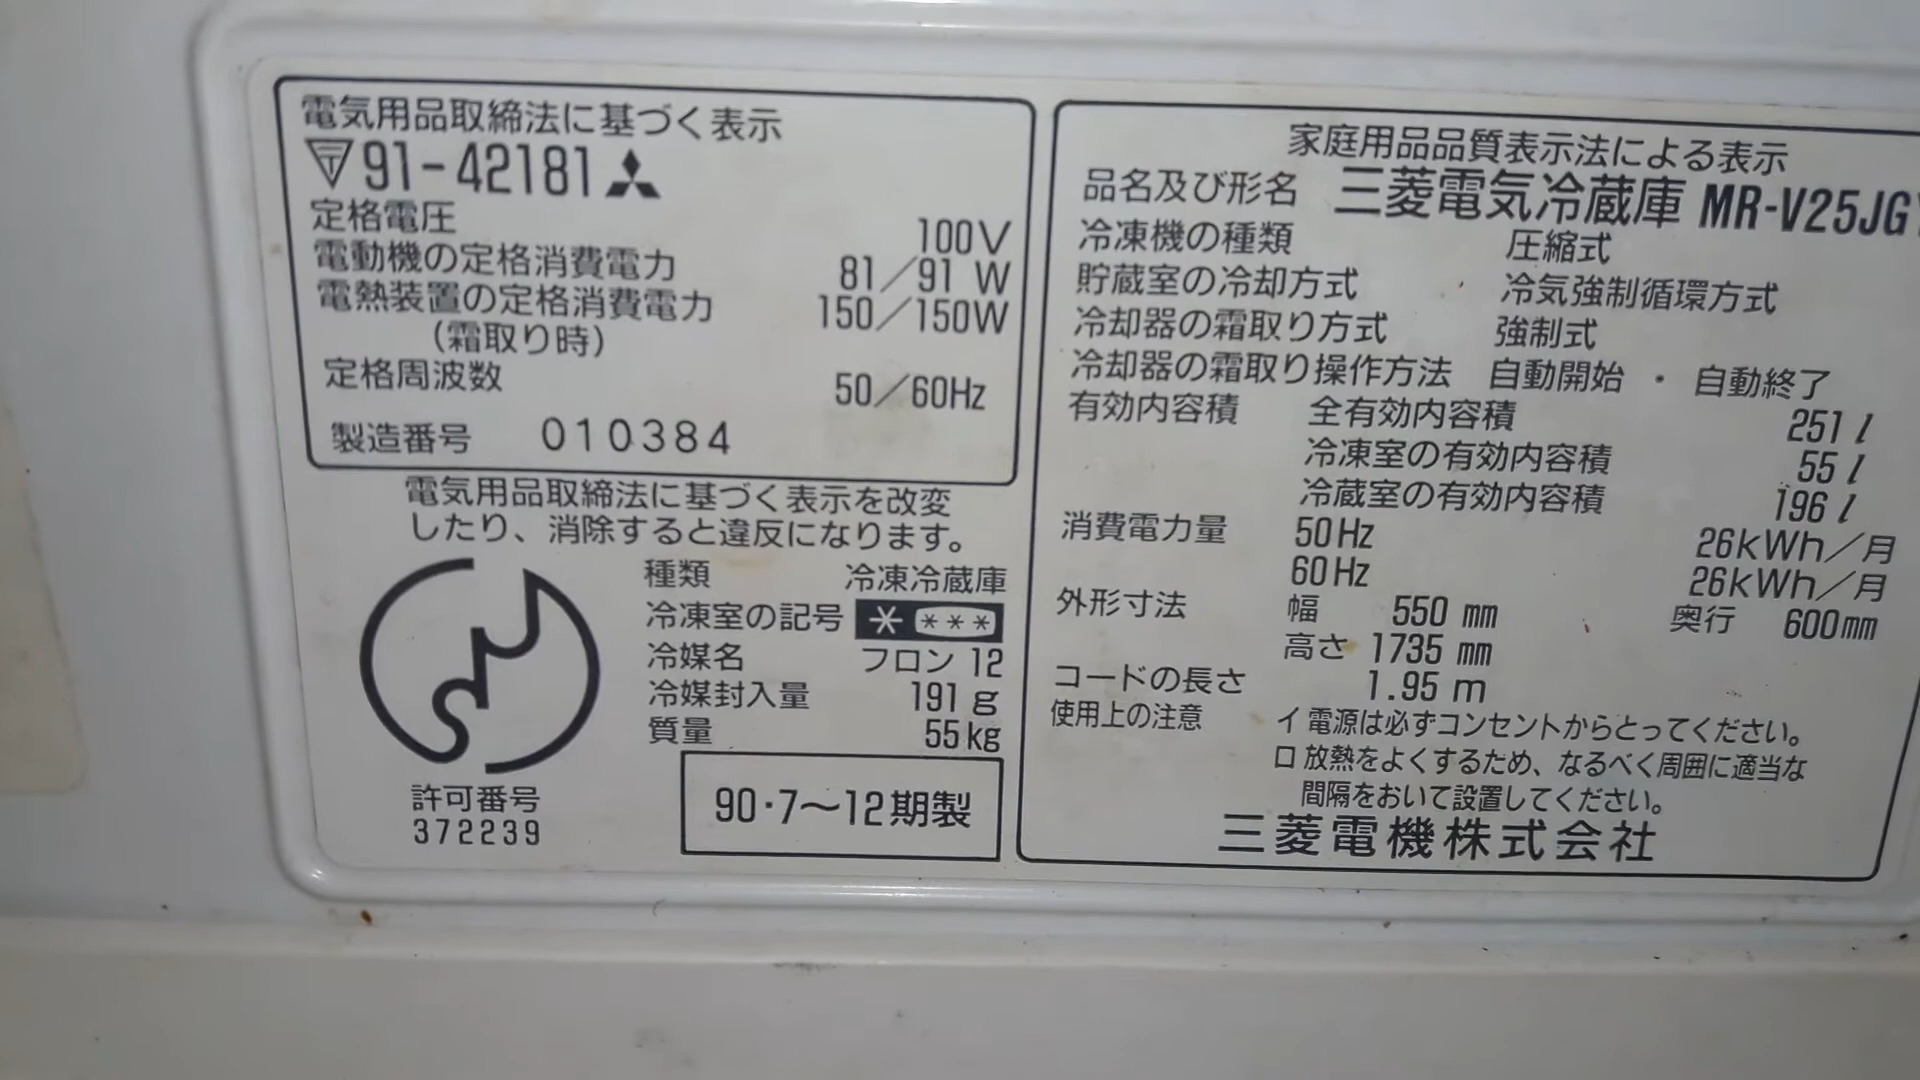 電気用品取締法に基づく表示
〒91-42181
定格電圧 100V
電動機の定格消費電力 81/91 W
電熱装置の定格消費電力 150/150W
(霜取り時)
定格周波数 50/60Hz
製造番号 010384
電気用品取締法に基づく表示を改変
したり、消除すると違反になります。
種類 冷凍冷蔵庫
冷凍室の記号 * ***
冷媒名 フロン 12
冷媒封入量 191 g
質量 55kg
許可番号
372239
90・7〜12期製
家庭用品品質表示法による表示
品名及び形名 三菱電気冷蔵庫 MR-V25JG
冷凍機の種類 圧縮式
貯蔵室の冷却方式 冷気強制循環方式
冷却器の霜取り方式 強制式
冷却器の霜取り操作方法 自動開始 ・ 自動終了
有効内容積 全有効内容積 251 l
冷凍室の有効内容積 55 l
冷蔵室の有効内容積 196 l
消費電力量 50Hz 26kWh/月
60Hz 26kWh/月
外形寸法 幅 550 mm 奥行 600mm
高さ 1735 mm
コードの長さ 1.95 m
使用上の注意 イ 電源は必ずコンセントからとってください。
ロ 放熱をよくするため、なるべく周囲に適当な
間隔をおいて設置してください。
三菱電機株式会社